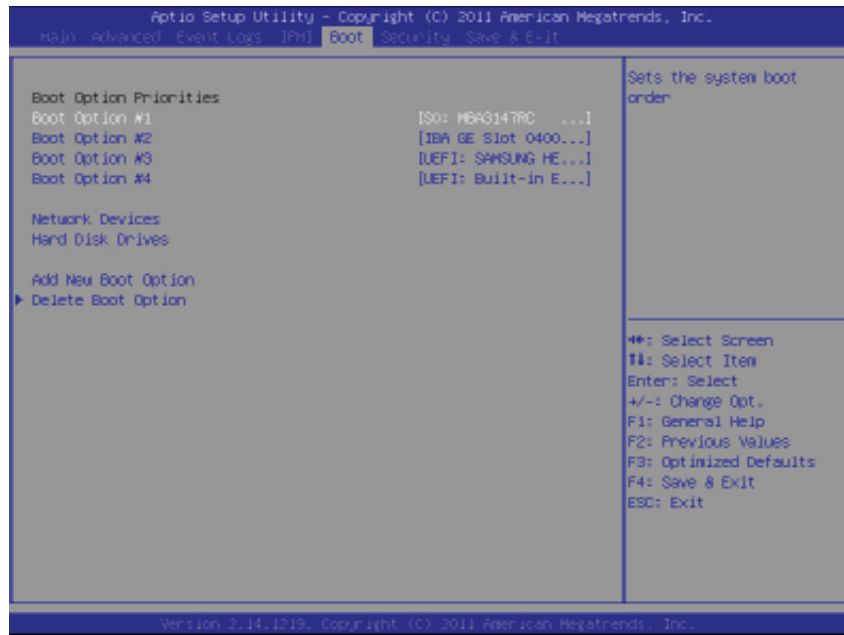 Aptio Setup Utility - Copyright (C) 2011 American Megatrends, Inc.
Main Advanced Event Logs IPMI Boot Security Save & Exit
Boot Option Priorities
Boot Option #1 [SO: MBA3147RC ...]
Boot Option #2 [IBA GE Slot 0400...]
Boot Option #3 [UEFI: SAMSUNG HE...]
Boot Option #4 [UEFI: Built-in E...]
Network Devices
Hard Disk Drives
Add New Boot Option
Delete Boot Option
Sets the system boot
order
: Select Screen
: Select Item
Enter: Select
+/-: Change Opt.
F1: General Help
F2: Previous Values
F3: Optimized Defaults
F4: Save & Exit
ESC: Exit
Version 2.14.1219. Copyright (C) 2011 American Megatrends, Inc.